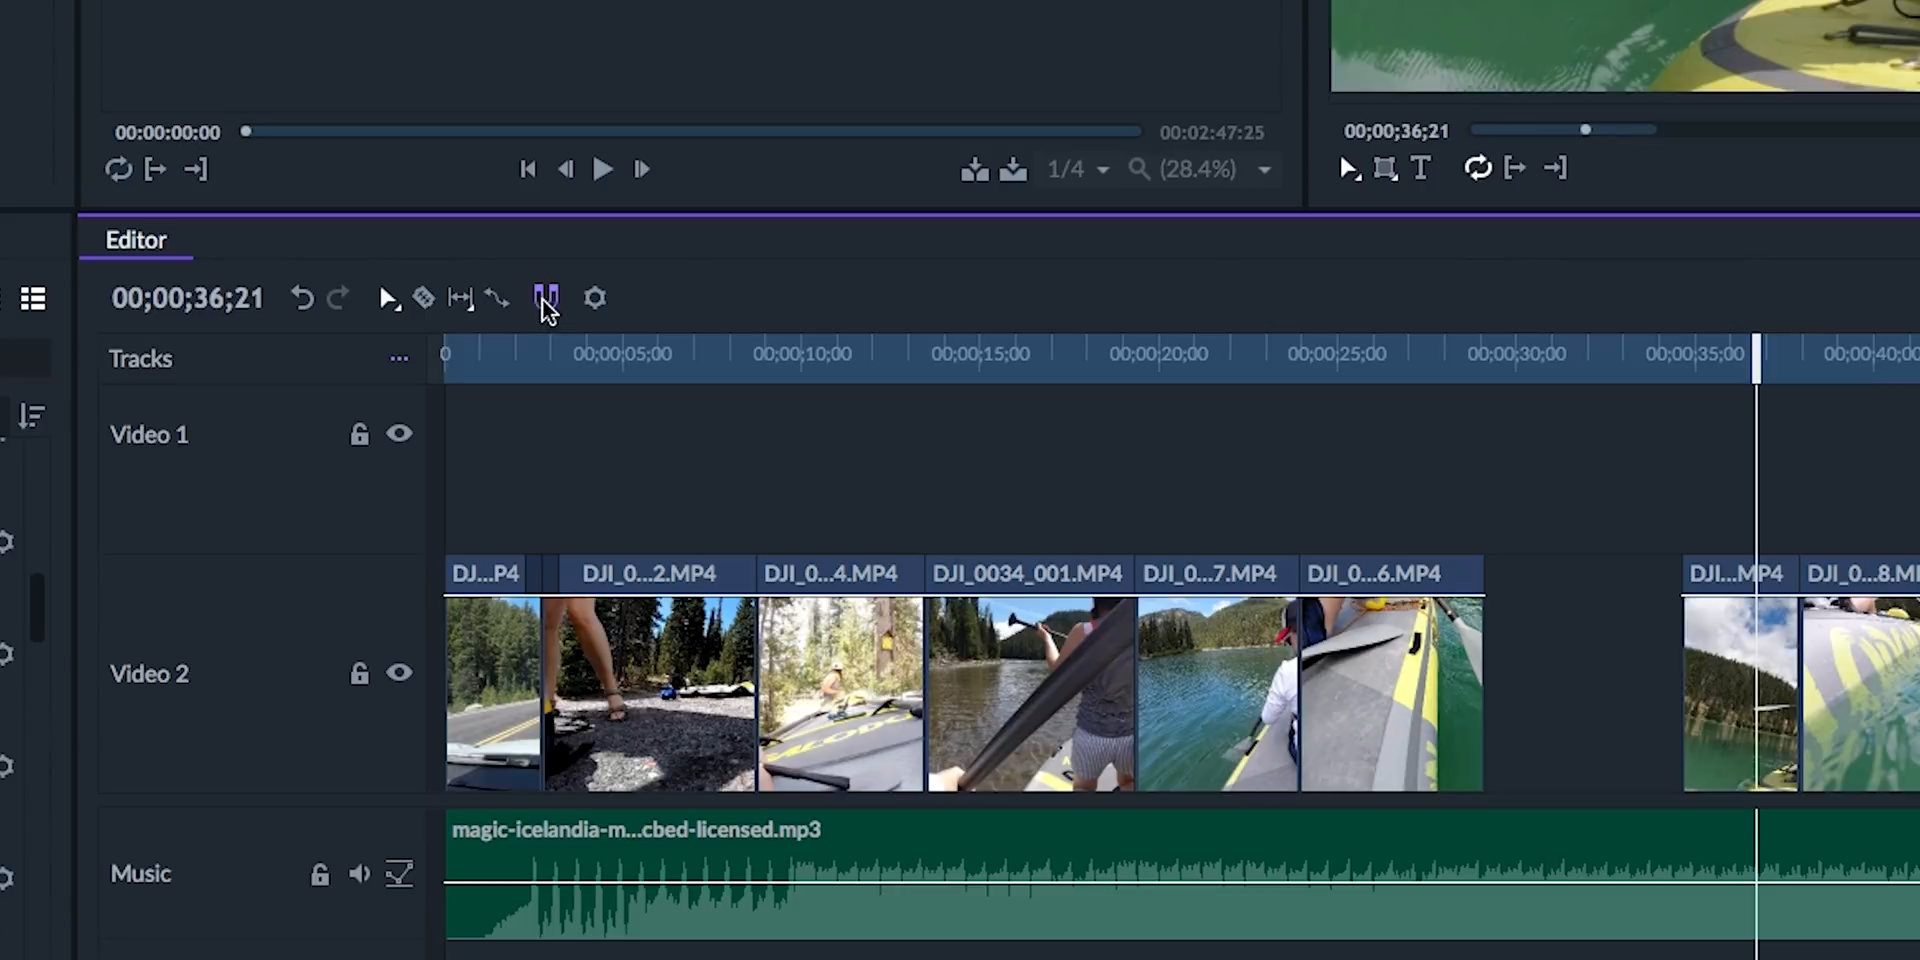 00:00:00:00
00:02:47:25
1/4
(28.4%)
00;00;36;21
T
Editor
00;00;36;21
Tracks
...
0
00;00;05;00
00;00;10;00
00;00;15;00
00;00;20;00
00;00;25;00
00;00;30;00
00;00;35;00
00;00;40;00
Video 1
DJ...P4
DJI_0...2.MP4
DJI_0...4.MP4
DJI_0034_001.MP4
DJI_0...7.MP4
DJI_0...6.MP4
DJI...MP4
DJI_0...8.M
Video 2
magic-icelandia-m...cbed-licensed.mp3
Music